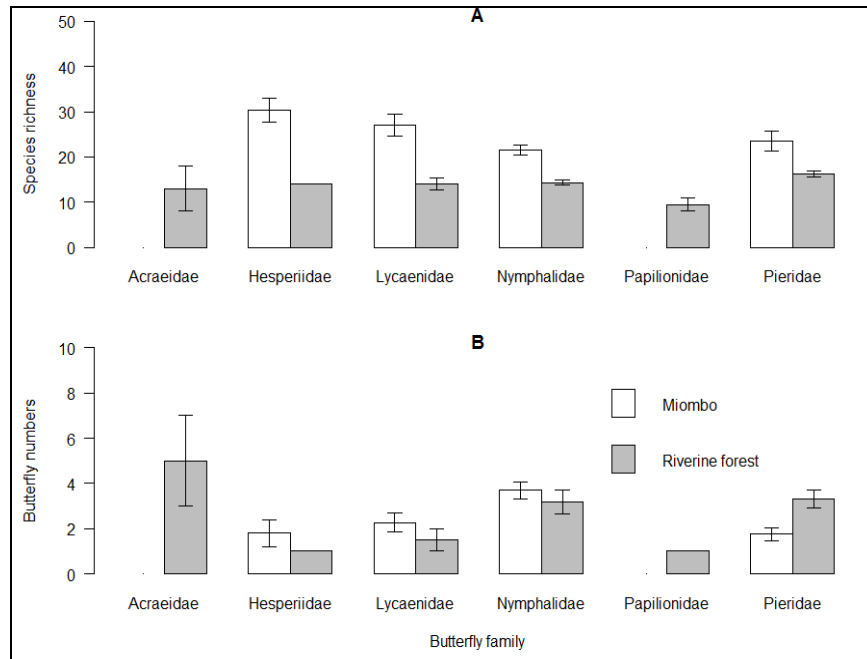 A
Species richness
50
40
30
20
10
0
Acraeidae Hesperiidae Lycaenidae Nymphalidae Papilionidae Pieridae
B
Butterfly numbers
10
8
6
4
2
0
Miombo
Riverine forest
Acraeidae Hesperiidae Lycaenidae Nymphalidae Papilionidae Pieridae
Butterfly family